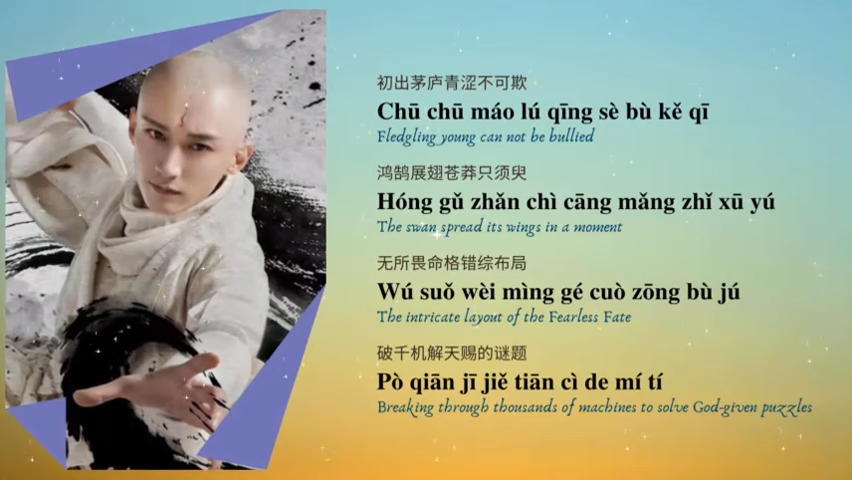 初出茅庐青涩不可欺
Chū chū máo lú qīng sè bù kě qī
Fledgling young can not be bullied
鸿鹄展翅苍莽只须臾
Hóng gǔ zhǎn chì cāng mǎng zhǐ xū yú
The swan spread its wings in a moment
无所畏命格错综布局
Wú suǒ wèi mìng gé cuò zōng bù jú
The intricate layout of the Fearless Fate
破千机解天赐的谜题
Pò qiān jī jiě tiān cì de mí tí
Breaking through thousands of machines to solve God-given puzzles